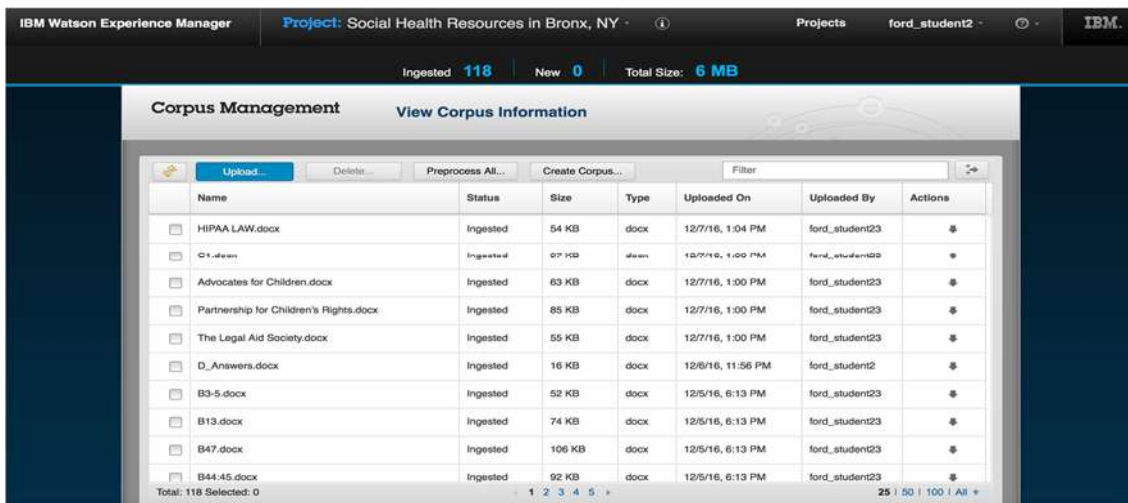 IBM Watson Experience Manager Project: Social Health Resources in Bronx, NY Projects ford_student2 IBM.
Ingested 118 New 0 Total Size: 6 MB
Corpus Management View Corpus Information
Upload... Delete... Preprocess All... Create Corpus... Filter
Name Status Size Type Uploaded On Uploaded By Actions
HIPAA LAW.docx Ingested 54 KB docx 12/7/16, 1:04 PM ford_student23
Ingested docx ford_student23
Advocates for Children.docx Ingested 63 KB docx 12/7/16, 1:00 PM ford_student23
Partnership for Children's Rights.docx Ingested 85 KB docx 12/7/16, 1:00 PM ford_student23
The Legal Aid Society.docx Ingested 55 KB docx 12/7/16, 1:00 PM ford_student23
D_Answers.docx Ingested 16 KB docx 12/6/16, 11:56 PM ford_student2
B3-5.docx Ingested 52 KB docx 12/5/16, 6:13 PM ford_student23
B13.docx Ingested 74 KB docx 12/5/16, 6:13 PM ford_student23
B47.docx Ingested 106 KB docx 12/5/16, 6:13 PM ford_student23
B44:45.docx Ingested 92 KB docx 12/5/16, 6:13 PM ford_student23
Total: 118 Selected: 0 1 2 3 4 5 25 | 50 | 100 | All